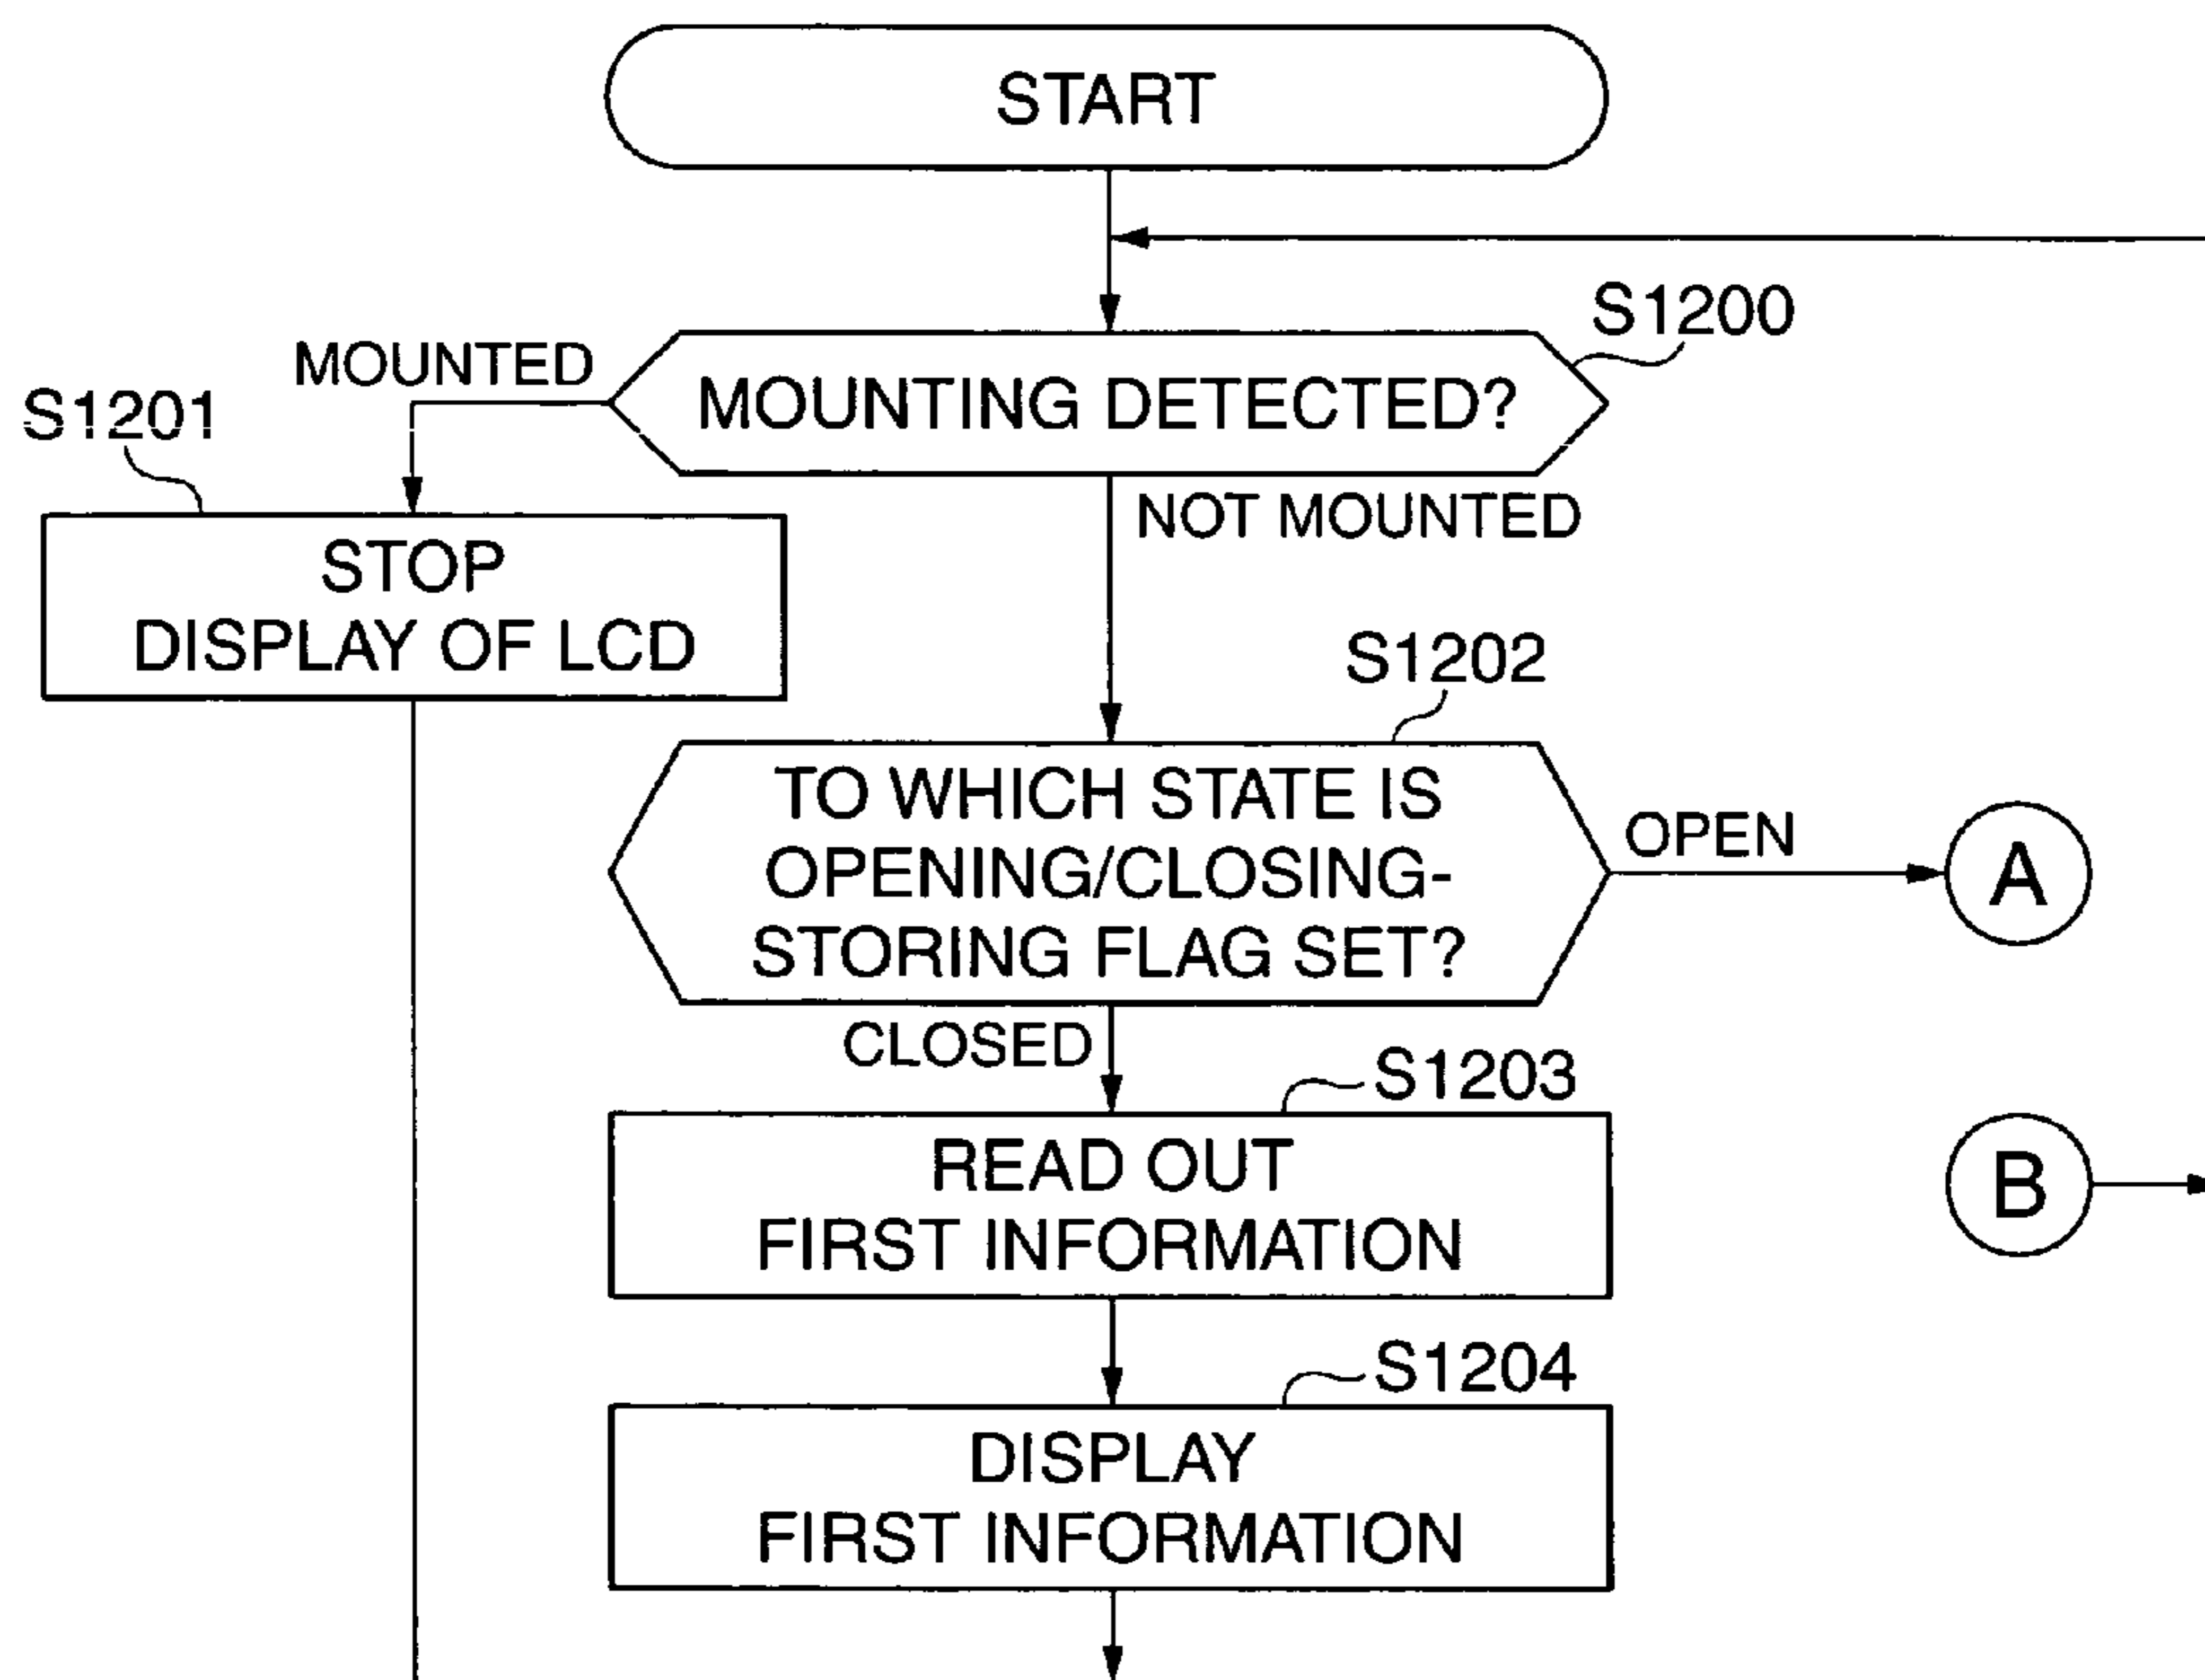 START
S1200
MOUNTED
MOUNTING DETECTED?
S1201
NOT MOUNTED
STOP
DISPLAY OF LCD
S1202
TO WHICH STATE IS
OPENING/CLOSING-
STORING FLAG SET?
OPEN
A
CLOSED
S1203
READ OUT
FIRST INFORMATION
B
S1204
DISPLAY
FIRST INFORMATION